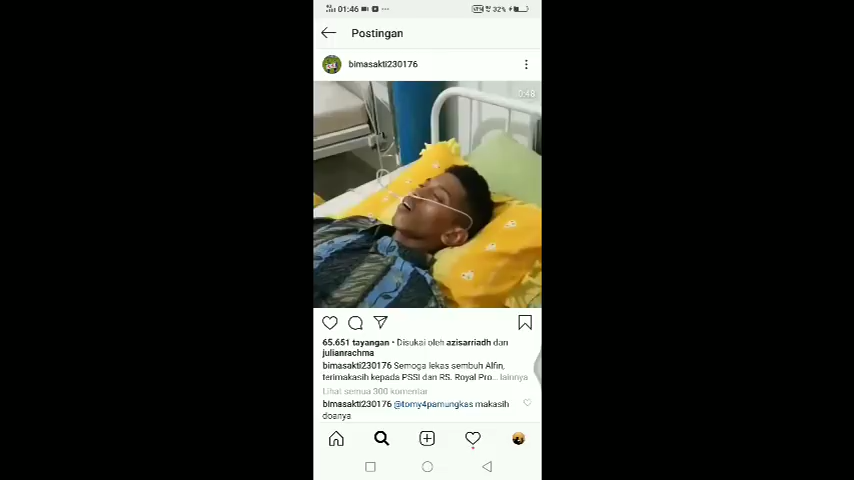 01:46
32%
Postingan
bimasakti230176
0:48
65.651 tayangan • Disukai oleh azisarriadh dan
julianrachma
bimasakti230176 Semoga lekas sembuh Alfin,
terimakasih kepada PSSI dan RS. Royal Pro... lainnya
Lihat semua 300 komentar
bimasakti230176 @tomy4pamungkas makasih
doanya